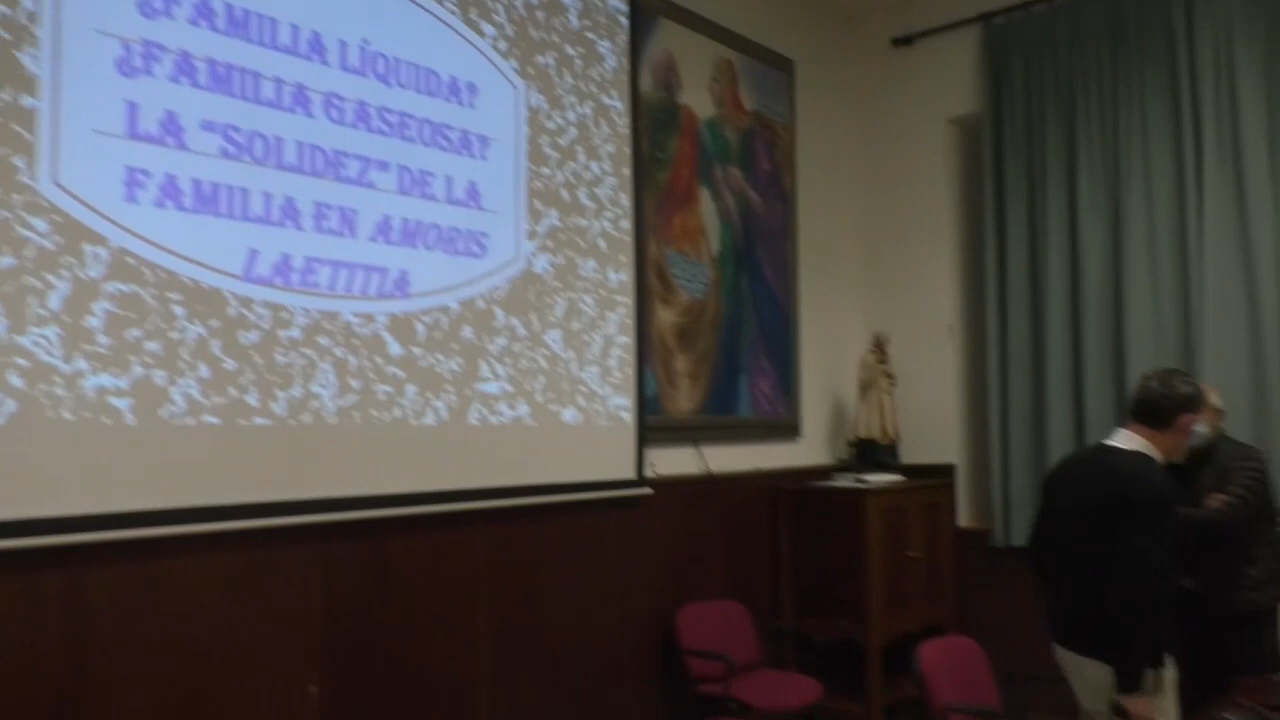 ¿FAMILIA LÍQUIDA?
¿FAMILIA GASEOSA?
LA “SOLIDEZ” DE LA
FAMILIA EN AMORIS
LAETITIA